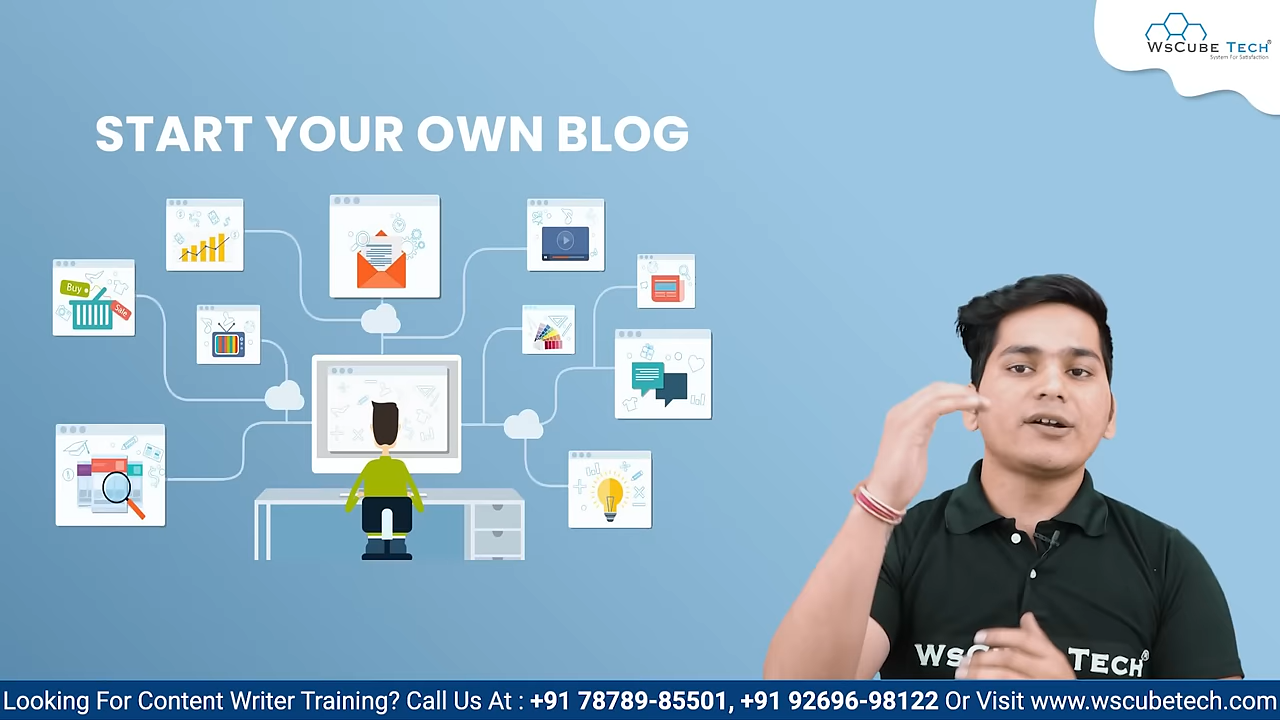 WsCube Tech®
System For Satisfaction
START YOUR OWN BLOG
Buy
Sale
WsC Tech®
Looking For Content Writer Training? Call Us At : +91 78789-85501, +91 92696-98122 Or Visit www.wscubetech.com